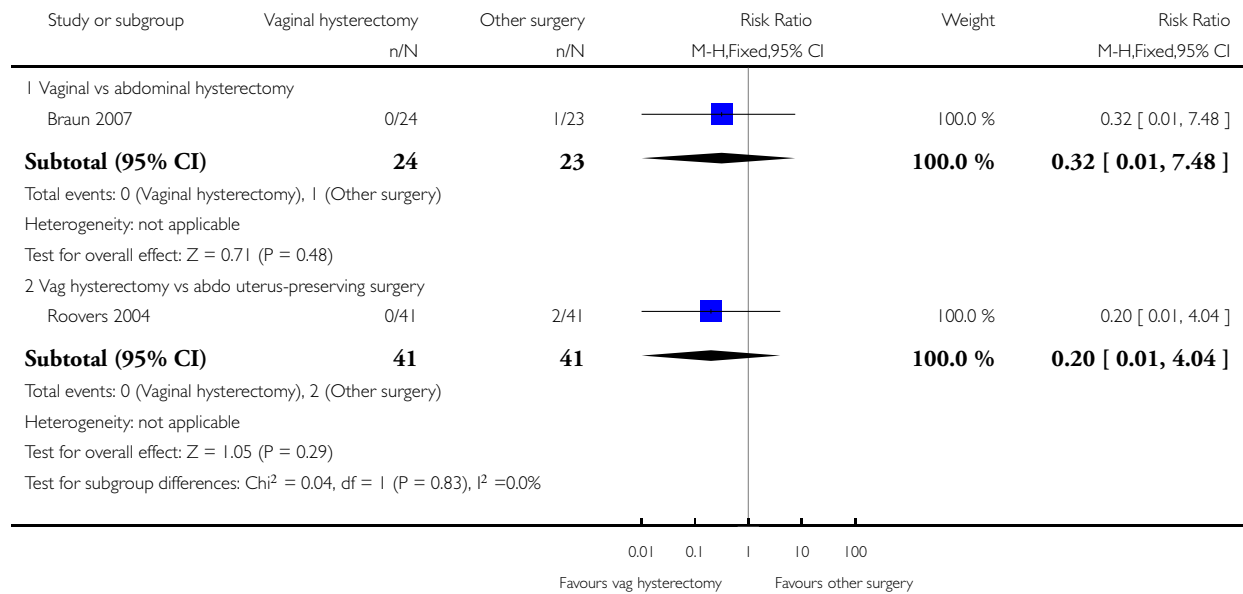 Study or subgroup Vaginal hysterectomy Other surgery Risk Ratio Weight Risk Ratio
n/N n/N M-H,Fixed,95% CI M-H,Fixed,95% CI
1 Vaginal vs abdominal hysterectomy
Braun 2007 0/24 1/23 100.0 % 0.32 [ 0.01, 7.48 ]
Subtotal (95% CI) 24 23 100.0 % 0.32 [ 0.01, 7.48 ]
Total events: 0 (Vaginal hysterectomy), 1 (Other surgery)
Heterogeneity: not applicable
Test for overall effect: Z = 0.71 (P = 0.48)
2 Vag hysterectomy vs abdo uterus-preserving surgery
Roovers 2004 0/41 2/41 100.0 % 0.20 [ 0.01, 4.04 ]
Subtotal (95% CI) 41 41 100.0 % 0.20 [ 0.01, 4.04 ]
Total events: 0 (Vaginal hysterectomy), 2 (Other surgery)
Heterogeneity: not applicable
Test for overall effect: Z = 1.05 (P = 0.29)
Test for subgroup differences: Chi² = 0.04, df = 1 (P = 0.83), I² =0.0%
0.01 0.1 1 10 100
Favours vag hysterectomy Favours other surgery